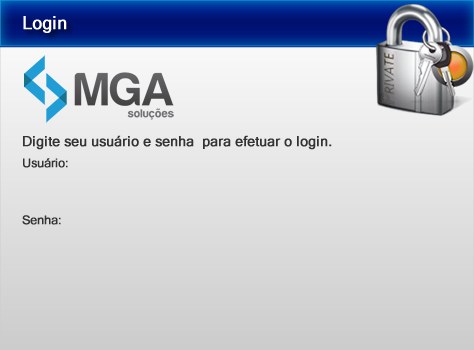 Login
PRIVATE
MGA
soluções
Digite seu usuário e senha  para efetuar o login.
Usuário:
Senha: